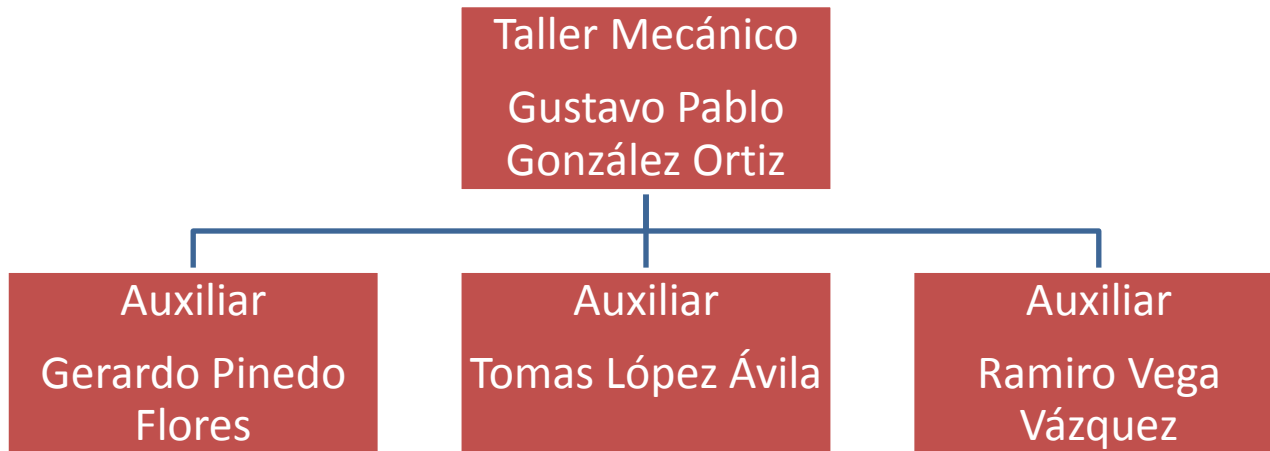 Taller Mecánico
Gustavo Pablo
González Ortiz
Auxiliar
Gerardo Pinedo
Flores
Auxiliar
Tomas López Ávila
Auxiliar
Ramiro Vega
Vázquez